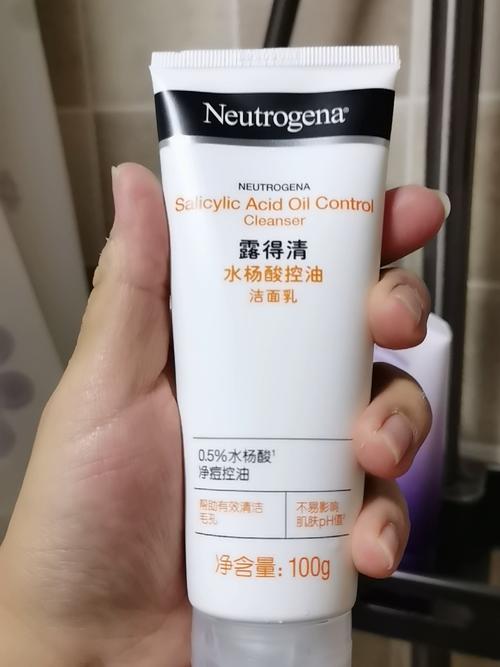 Neutrogena®
NEUTROGENA
Salicylic Acid Oil Control
Cleanser
露得清
水杨酸控油
洁面乳
0.5%水杨酸¹
净痘控油
帮助有效清洁
毛孔
不易影响
肌肤pH值²
净含量：100g